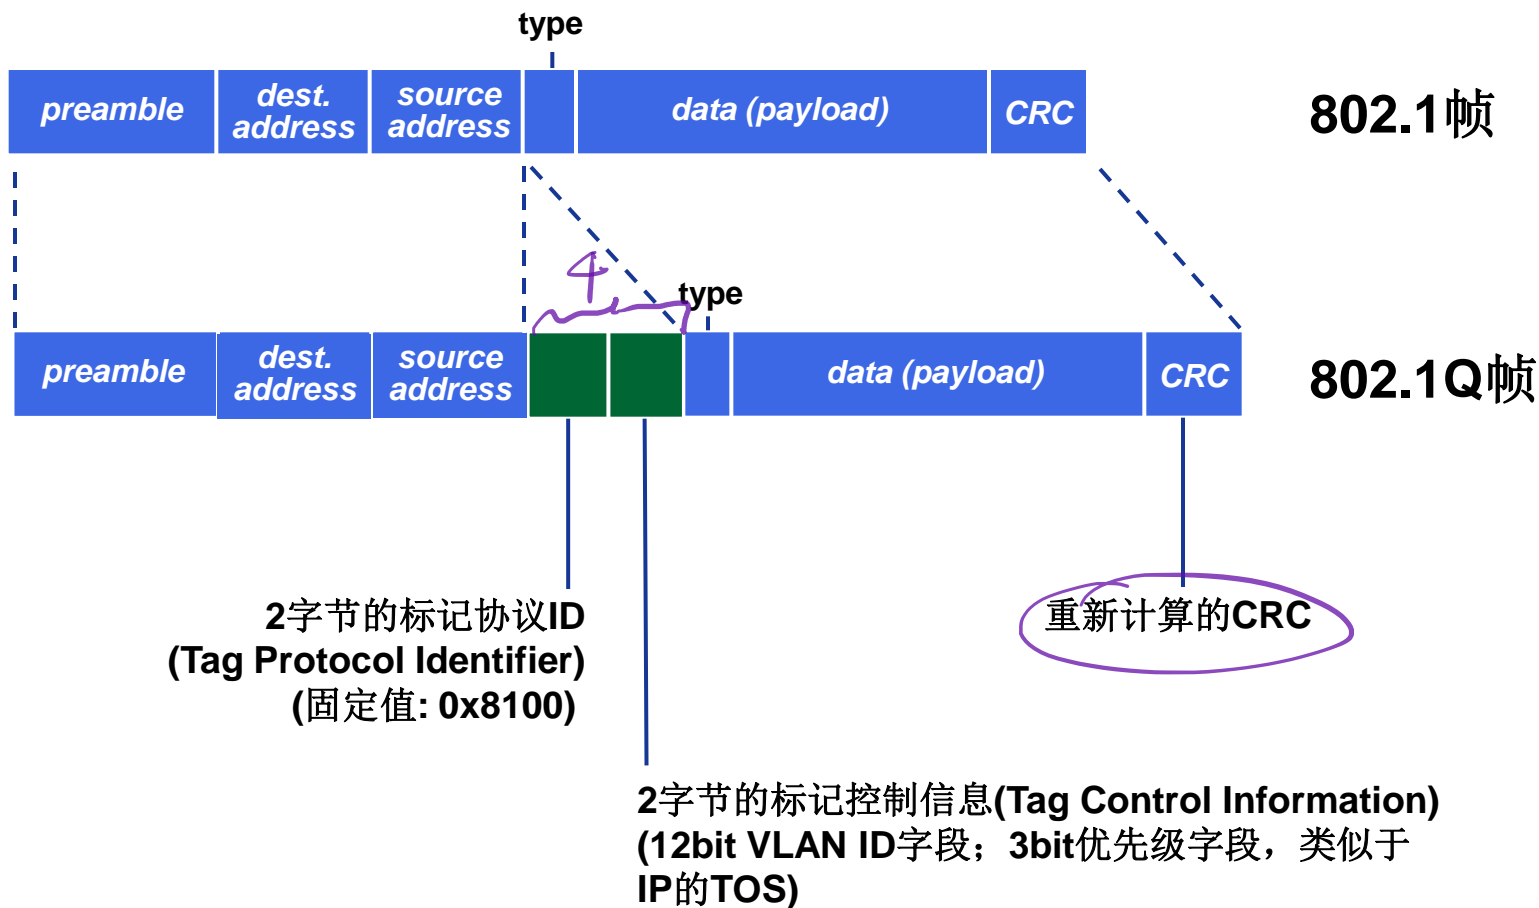 type
preamble
dest.
address
source
address
data (payload)
CRC
802.1帧
4
type
preamble
dest.
address
source
address
data (payload)
CRC
802.1Q帧
2字节的标记协议ID
(Tag Protocol Identifier)
(固定值: 0x8100)
重新计算的CRC
2字节的标记控制信息(Tag Control Information)
(12bit VLAN ID字段；3bit优先级字段，类似于
IP的TOS)